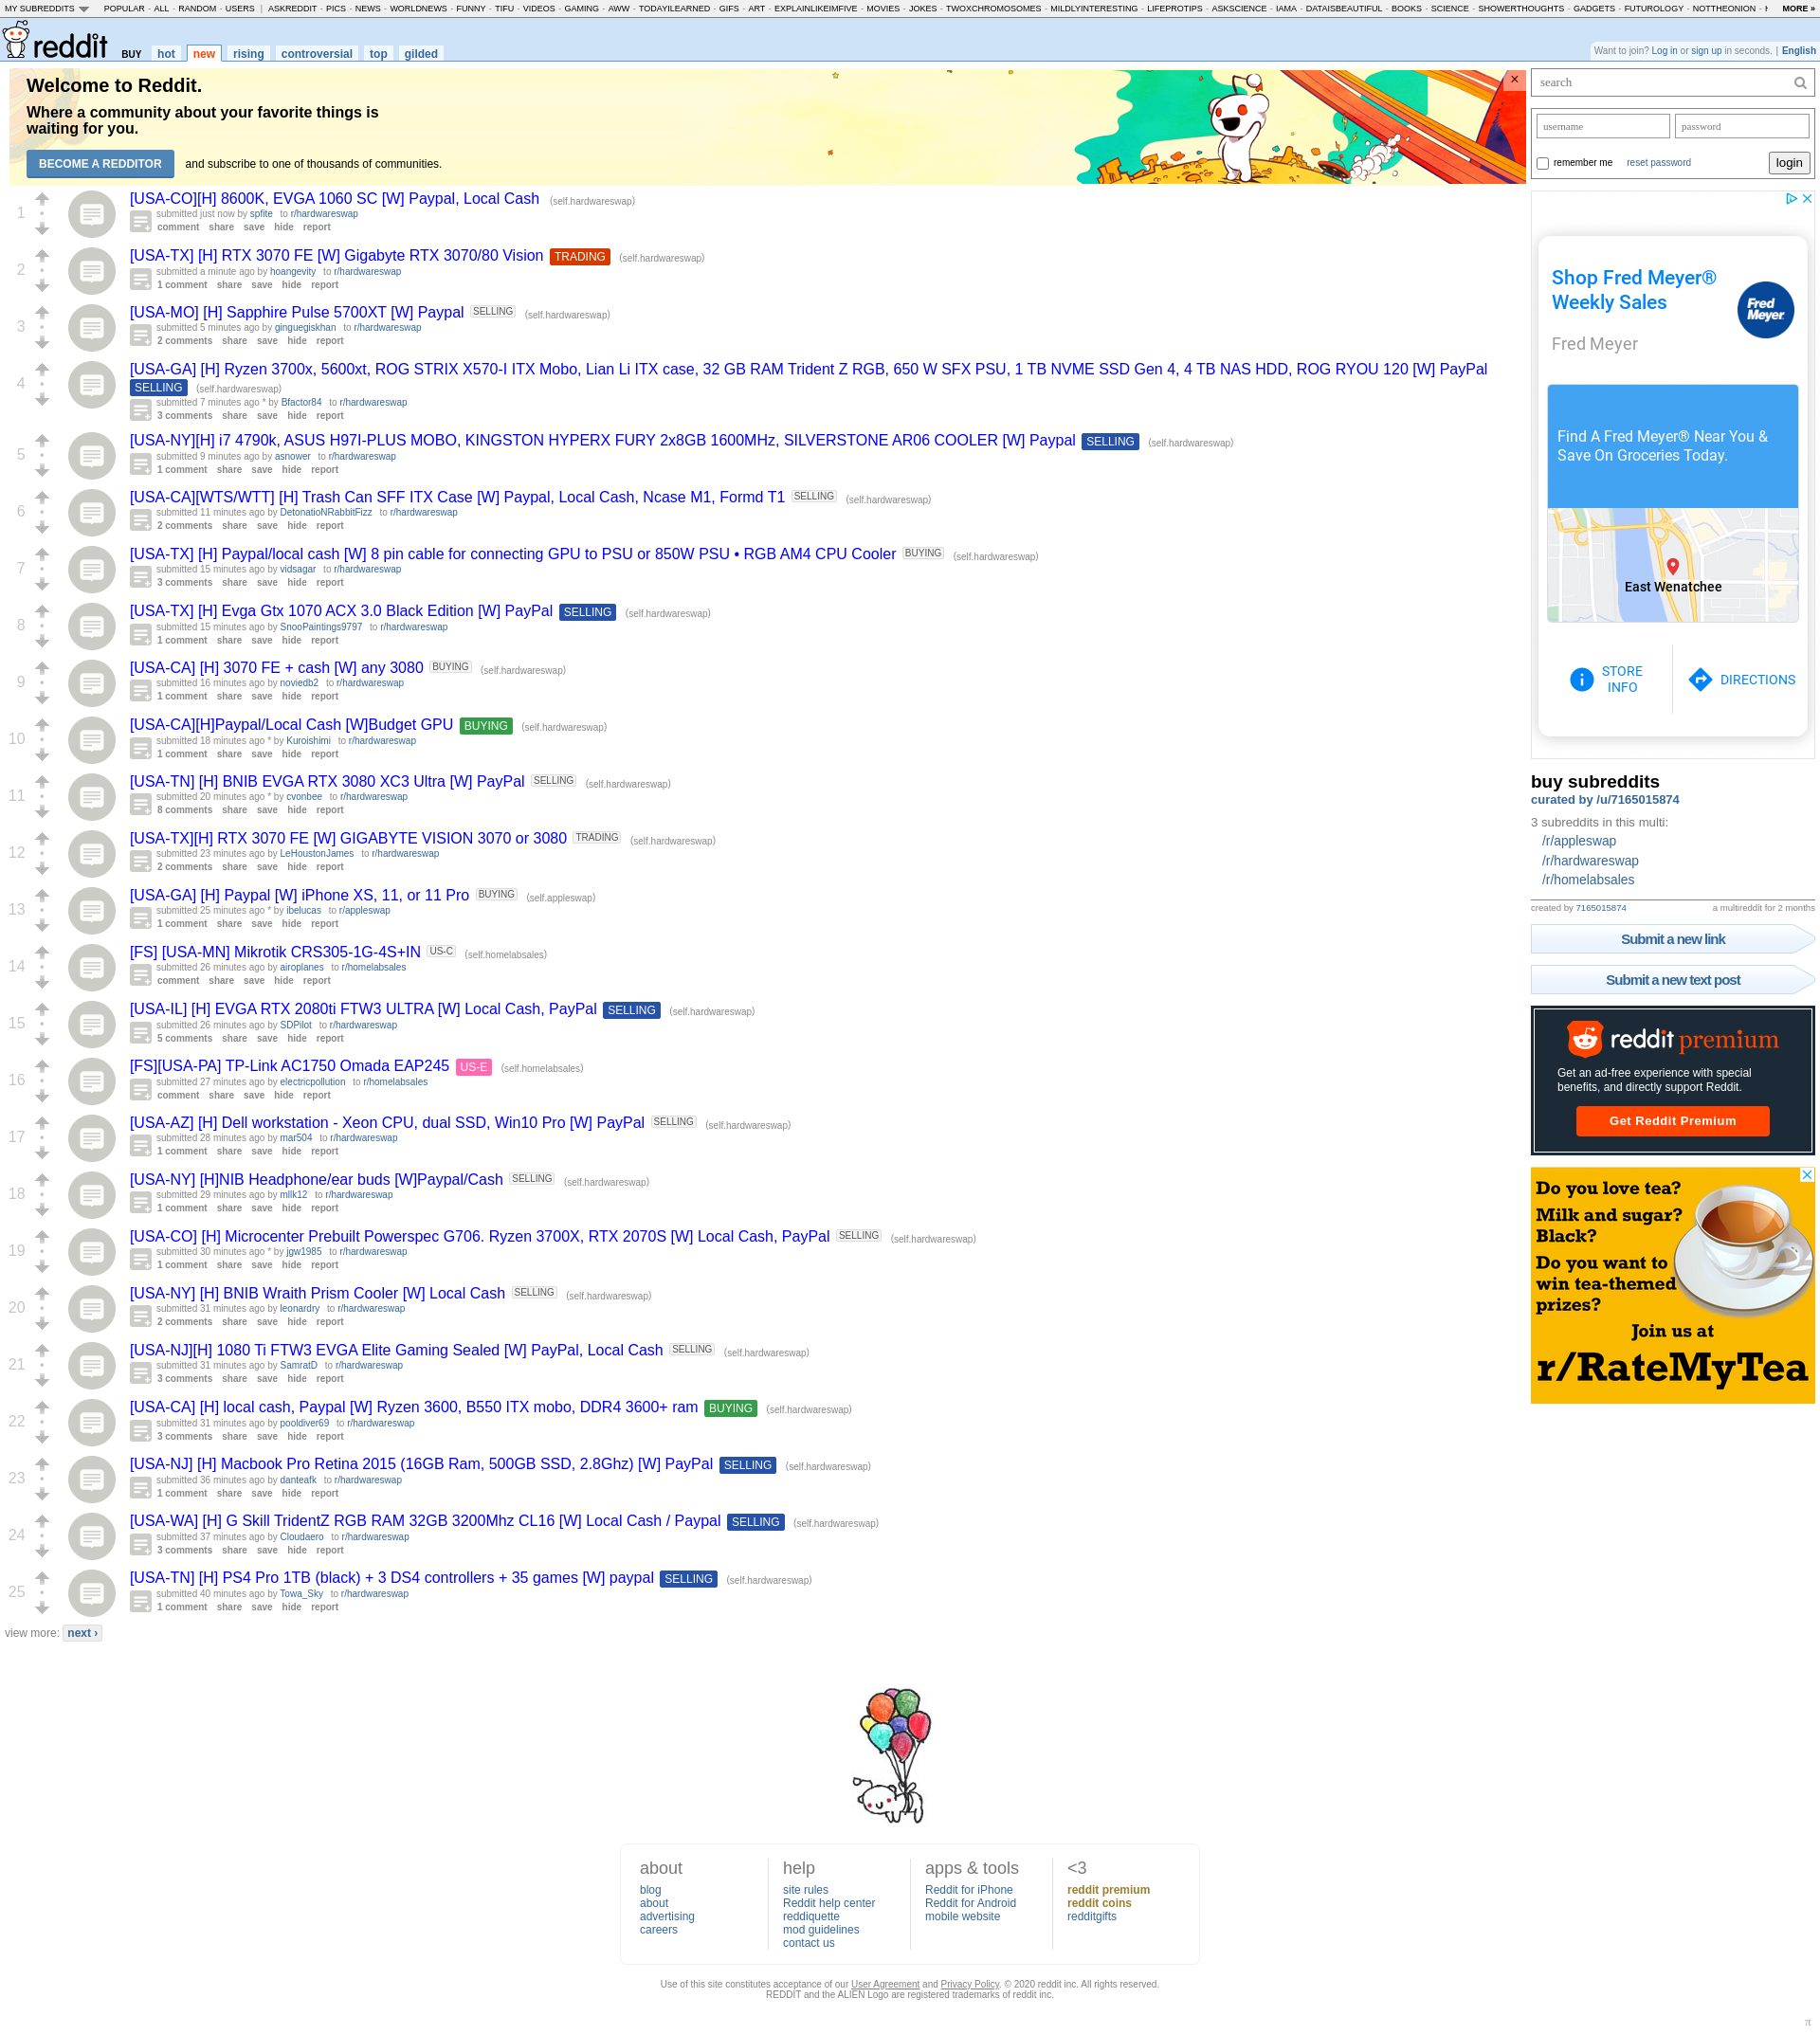 MY SUBREDDITS POPULAR - ALL - RANDOM - USERS | ASKREDDIT - PICS - NEWS - WORLDNEWS - FUNNY - TIFU - VIDEOS - GAMING - AWW - TODAYILEARNED - GIFS - ART - EXPLAINLIKEIMFIVE - MOVIES - JOKES - TWOXCHROMOSOMES - MILDLYINTERESTING - LIFEPROTIPS - ASKSCIENCE - IAMA - DATAISBEAUTIFUL - BOOKS - SCIENCE - SHOWERTHOUGHTS - GADGETS - FUTUROLOGY - NOTTHEONION - MORE »
reddit BUY hot new rising controversial top gilded
Want to join? Log in or sign up in seconds. | English
Welcome to Reddit.
Where a community about your favorite things is
waiting for you.
BECOME A REDDITOR and subscribe to one of thousands of communities.
×
1
[USA-CO][H] 8600K, EVGA 1060 SC [W] Paypal, Local Cash (self.hardwareswap)
submitted just now by spfite to r/hardwareswap
comment share save hide report
2
[USA-TX] [H] RTX 3070 FE [W] Gigabyte RTX 3070/80 Vision TRADING (self.hardwareswap)
submitted a minute ago by hoangevity to r/hardwareswap
1 comment share save hide report
3
[USA-MO] [H] Sapphire Pulse 5700XT [W] Paypal SELLING (self.hardwareswap)
submitted 5 minutes ago by ginguegiskhan to r/hardwareswap
2 comments share save hide report
4
[USA-GA] [H] Ryzen 3700x, 5600xt, ROG STRIX X570-I ITX Mobo, Lian Li ITX case, 32 GB RAM Trident Z RGB, 650 W SFX PSU, 1 TB NVME SSD Gen 4, 4 TB NAS HDD, ROG RYOU 120 [W] PayPal
SELLING (self.hardwareswap)
submitted 7 minutes ago * by Bfactor84 to r/hardwareswap
3 comments share save hide report
5
[USA-NY][H] i7 4790k, ASUS H97I-PLUS MOBO, KINGSTON HYPERX FURY 2x8GB 1600MHz, SILVERSTONE AR06 COOLER [W] Paypal SELLING (self.hardwareswap)
submitted 9 minutes ago by asnower to r/hardwareswap
1 comment share save hide report
6
[USA-CA][WTS/WTT] [H] Trash Can SFF ITX Case [W] Paypal, Local Cash, Ncase M1, Formd T1 SELLING (self.hardwareswap)
submitted 11 minutes ago by DetonatioNRabbitFizz to r/hardwareswap
2 comments share save hide report
7
[USA-TX] [H] Paypal/local cash [W] 8 pin cable for connecting GPU to PSU or 850W PSU • RGB AM4 CPU Cooler BUYING (self.hardwareswap)
submitted 15 minutes ago by vidsagar to r/hardwareswap
3 comments share save hide report
8
[USA-TX] [H] Evga Gtx 1070 ACX 3.0 Black Edition [W] PayPal SELLING (self.hardwareswap)
submitted 15 minutes ago by SnooPaintings9797 to r/hardwareswap
1 comment share save hide report
9
[USA-CA] [H] 3070 FE + cash [W] any 3080 BUYING (self.hardwareswap)
submitted 16 minutes ago by noviedb2 to r/hardwareswap
1 comment share save hide report
10
[USA-CA][H]Paypal/Local Cash [W]Budget GPU BUYING (self.hardwareswap)
submitted 18 minutes ago * by Kuroishimi to r/hardwareswap
1 comment share save hide report
11
[USA-TN] [H] BNIB EVGA RTX 3080 XC3 Ultra [W] PayPal SELLING (self.hardwareswap)
submitted 20 minutes ago * by cvonbee to r/hardwareswap
8 comments share save hide report
12
[USA-TX][H] RTX 3070 FE [W] GIGABYTE VISION 3070 or 3080 TRADING (self.hardwareswap)
submitted 23 minutes ago by LeHoustonJames to r/hardwareswap
2 comments share save hide report
13
[USA-GA] [H] Paypal [W] iPhone XS, 11, or 11 Pro BUYING (self.appleswap)
submitted 25 minutes ago * by ibelucas to r/appleswap
1 comment share save hide report
14
[FS] [USA-MN] Mikrotik CRS305-1G-4S+IN US-C (self.homelabsales)
submitted 26 minutes ago by airoplanes to r/homelabsales
comment share save hide report
15
[USA-IL] [H] EVGA RTX 2080ti FTW3 ULTRA [W] Local Cash, PayPal SELLING (self.hardwareswap)
submitted 26 minutes ago by SDPilot to r/hardwareswap
5 comments share save hide report
16
[FS][USA-PA] TP-Link AC1750 Omada EAP245 US-E (self.homelabsales)
submitted 27 minutes ago by electricpollution to r/homelabsales
comment share save hide report
17
[USA-AZ] [H] Dell workstation - Xeon CPU, dual SSD, Win10 Pro [W] PayPal SELLING (self.hardwareswap)
submitted 28 minutes ago by mar504 to r/hardwareswap
1 comment share save hide report
18
[USA-NY] [H]NIB Headphone/ear buds [W]Paypal/Cash SELLING (self.hardwareswap)
submitted 29 minutes ago by mllk12 to r/hardwareswap
1 comment share save hide report
19
[USA-CO] [H] Microcenter Prebuilt Powerspec G706. Ryzen 3700X, RTX 2070S [W] Local Cash, PayPal SELLING (self.hardwareswap)
submitted 30 minutes ago * by jgw1985 to r/hardwareswap
1 comment share save hide report
20
[USA-NY] [H] BNIB Wraith Prism Cooler [W] Local Cash SELLING (self.hardwareswap)
submitted 31 minutes ago by leonardry to r/hardwareswap
2 comments share save hide report
21
[USA-NJ][H] 1080 Ti FTW3 EVGA Elite Gaming Sealed [W] PayPal, Local Cash SELLING (self.hardwareswap)
submitted 31 minutes ago by SamratD to r/hardwareswap
3 comments share save hide report
22
[USA-CA] [H] local cash, Paypal [W] Ryzen 3600, B550 ITX mobo, DDR4 3600+ ram BUYING (self.hardwareswap)
submitted 31 minutes ago by pooldiver69 to r/hardwareswap
3 comments share save hide report
23
[USA-NJ] [H] Macbook Pro Retina 2015 (16GB Ram, 500GB SSD, 2.8Ghz) [W] PayPal SELLING (self.hardwareswap)
submitted 36 minutes ago by danteafk to r/hardwareswap
1 comment share save hide report
24
[USA-WA] [H] G Skill TridentZ RGB RAM 32GB 3200Mhz CL16 [W] Local Cash / Paypal SELLING (self.hardwareswap)
submitted 37 minutes ago by Cloudaero to r/hardwareswap
3 comments share save hide report
25
[USA-TN] [H] PS4 Pro 1TB (black) + 3 DS4 controllers + 35 games [W] paypal SELLING (self.hardwareswap)
submitted 40 minutes ago by Towa_Sky to r/hardwareswap
1 comment share save hide report
view more: next ›
search
username password
remember me reset password login
Shop Fred Meyer®
Weekly Sales
Fred Meyer
Fred
Meyer
Find A Fred Meyer® Near You &
Save On Groceries Today.
East Wenatchee
STORE
INFO
DIRECTIONS
buy subreddits
curated by /u/7165015874
3 subreddits in this multi:
/r/appleswap
/r/hardwareswap
/r/homelabsales
created by 7165015874 a multireddit for 2 months
Submit a new link
Submit a new text post
reddit premium
Get an ad-free experience with special
benefits, and directly support Reddit.
Get Reddit Premium
Do you love tea?
Milk and sugar?
Black?
Do you want to
win tea-themed
prizes?
Join us at
r/RateMyTea
about
blog
about
advertising
careers
help
site rules
Reddit help center
reddiquette
mod guidelines
contact us
apps & tools
Reddit for iPhone
Reddit for Android
mobile website
<3
reddit premium
reddit coins
redditgifts
Use of this site constitutes acceptance of our User Agreement and Privacy Policy. © 2020 reddit inc. All rights reserved.
REDDIT and the ALIEN Logo are registered trademarks of reddit inc.
π